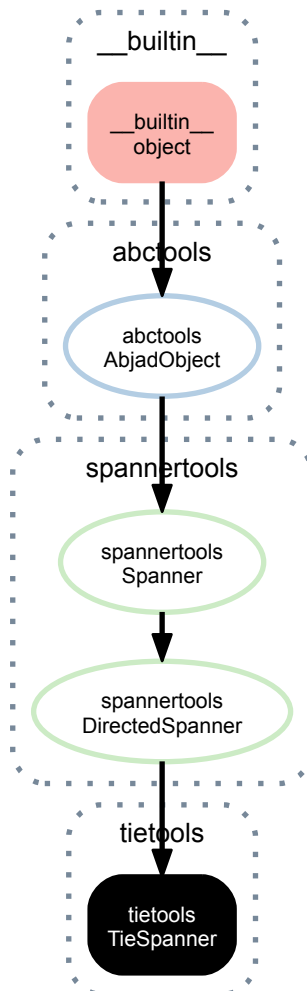 __builtin__
__builtin__
object
abctools
abctools
AbjadObject
spannertools
spannertools
Spanner
spannertools
DirectedSpanner
tietools
tietools
TieSpanner